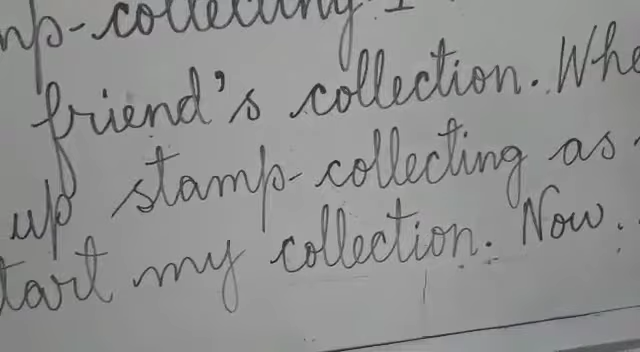 -collecting I
friend's collection. Whe
up stamp-collecting as
tart my collection. Now.